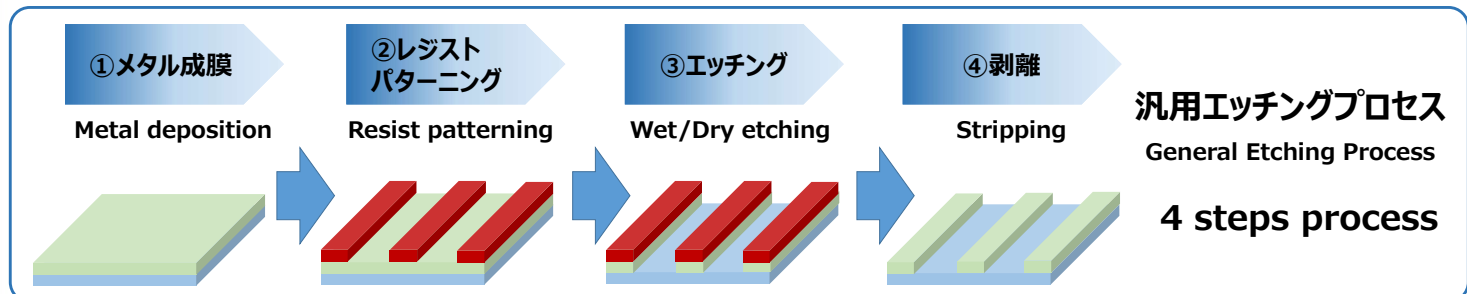 ①メタル成膜
Metal deposition
②レジスト
パターニング
Resist patterning
③エッチング
Wet/Dry etching
④剥離
Stripping
汎用エッチングプロセス
General Etching Process
4 steps process